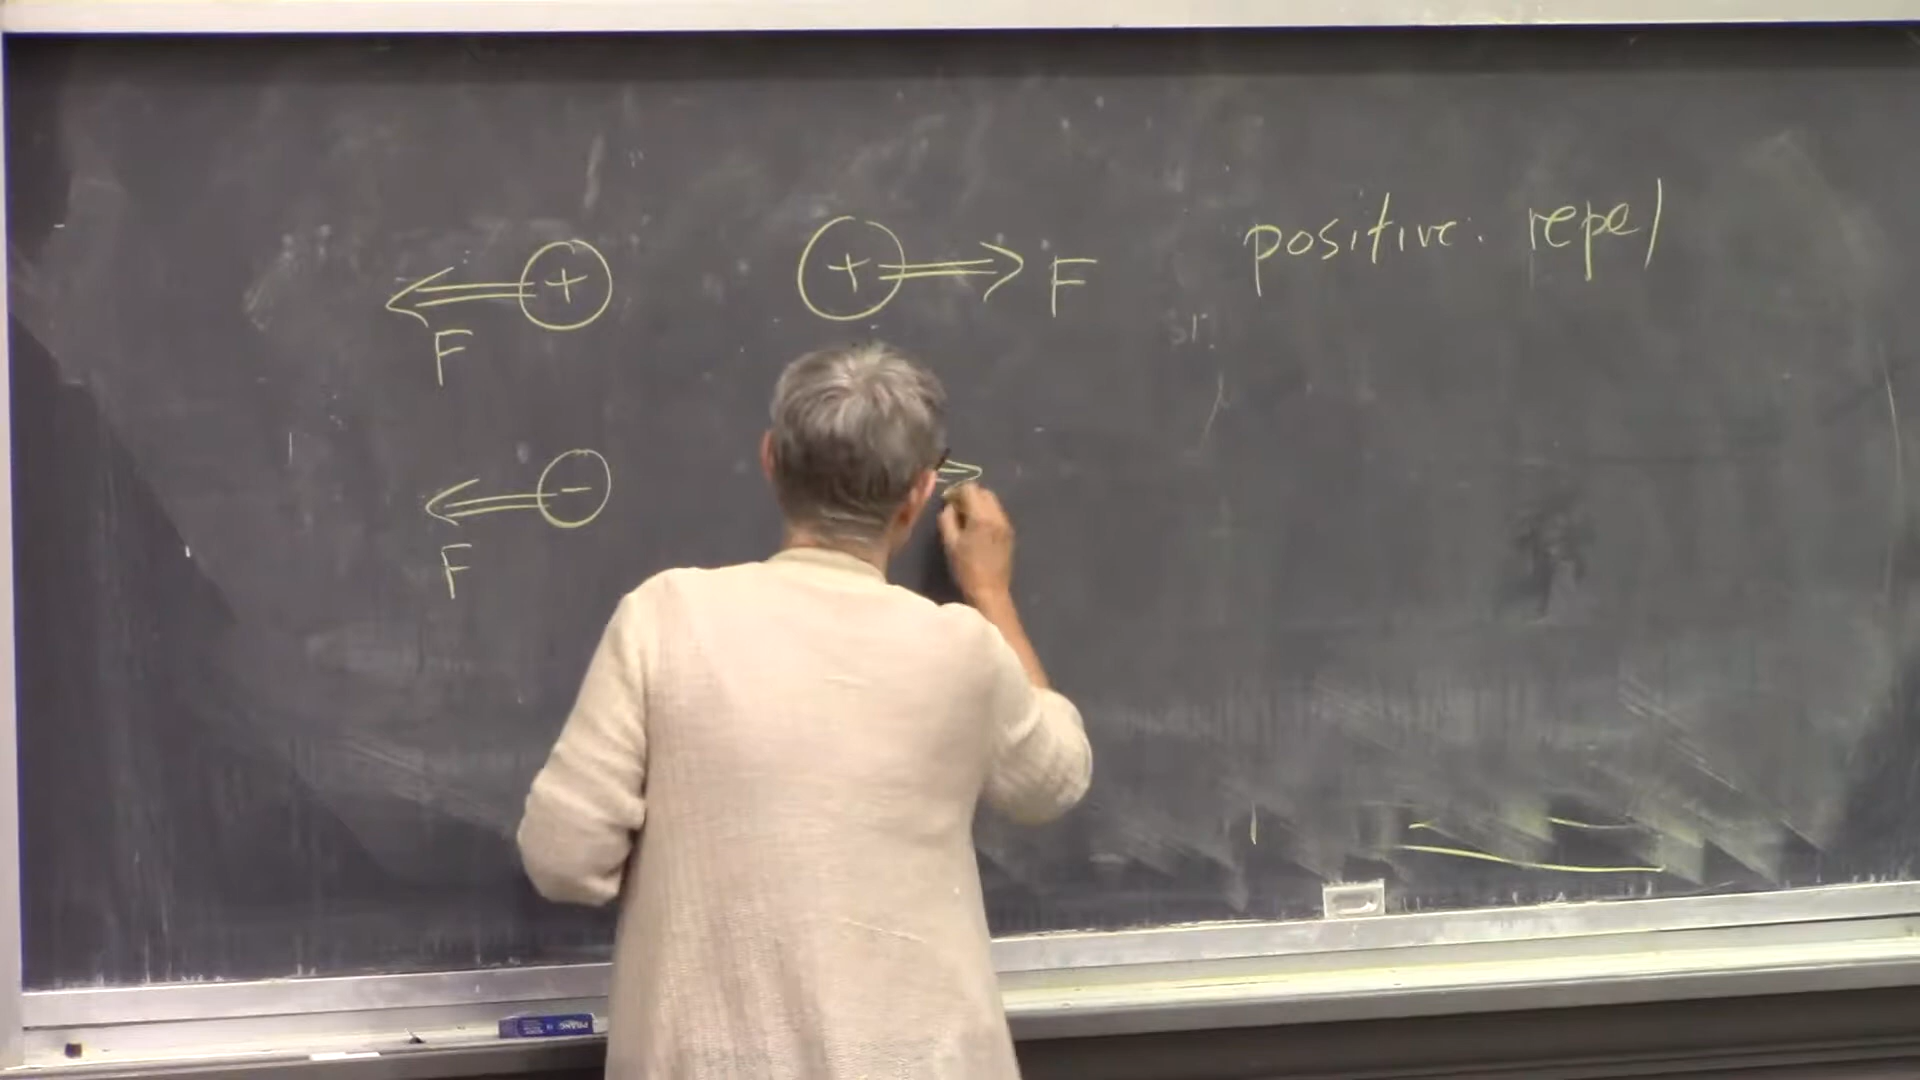 + + F positive: repel
F
-
F